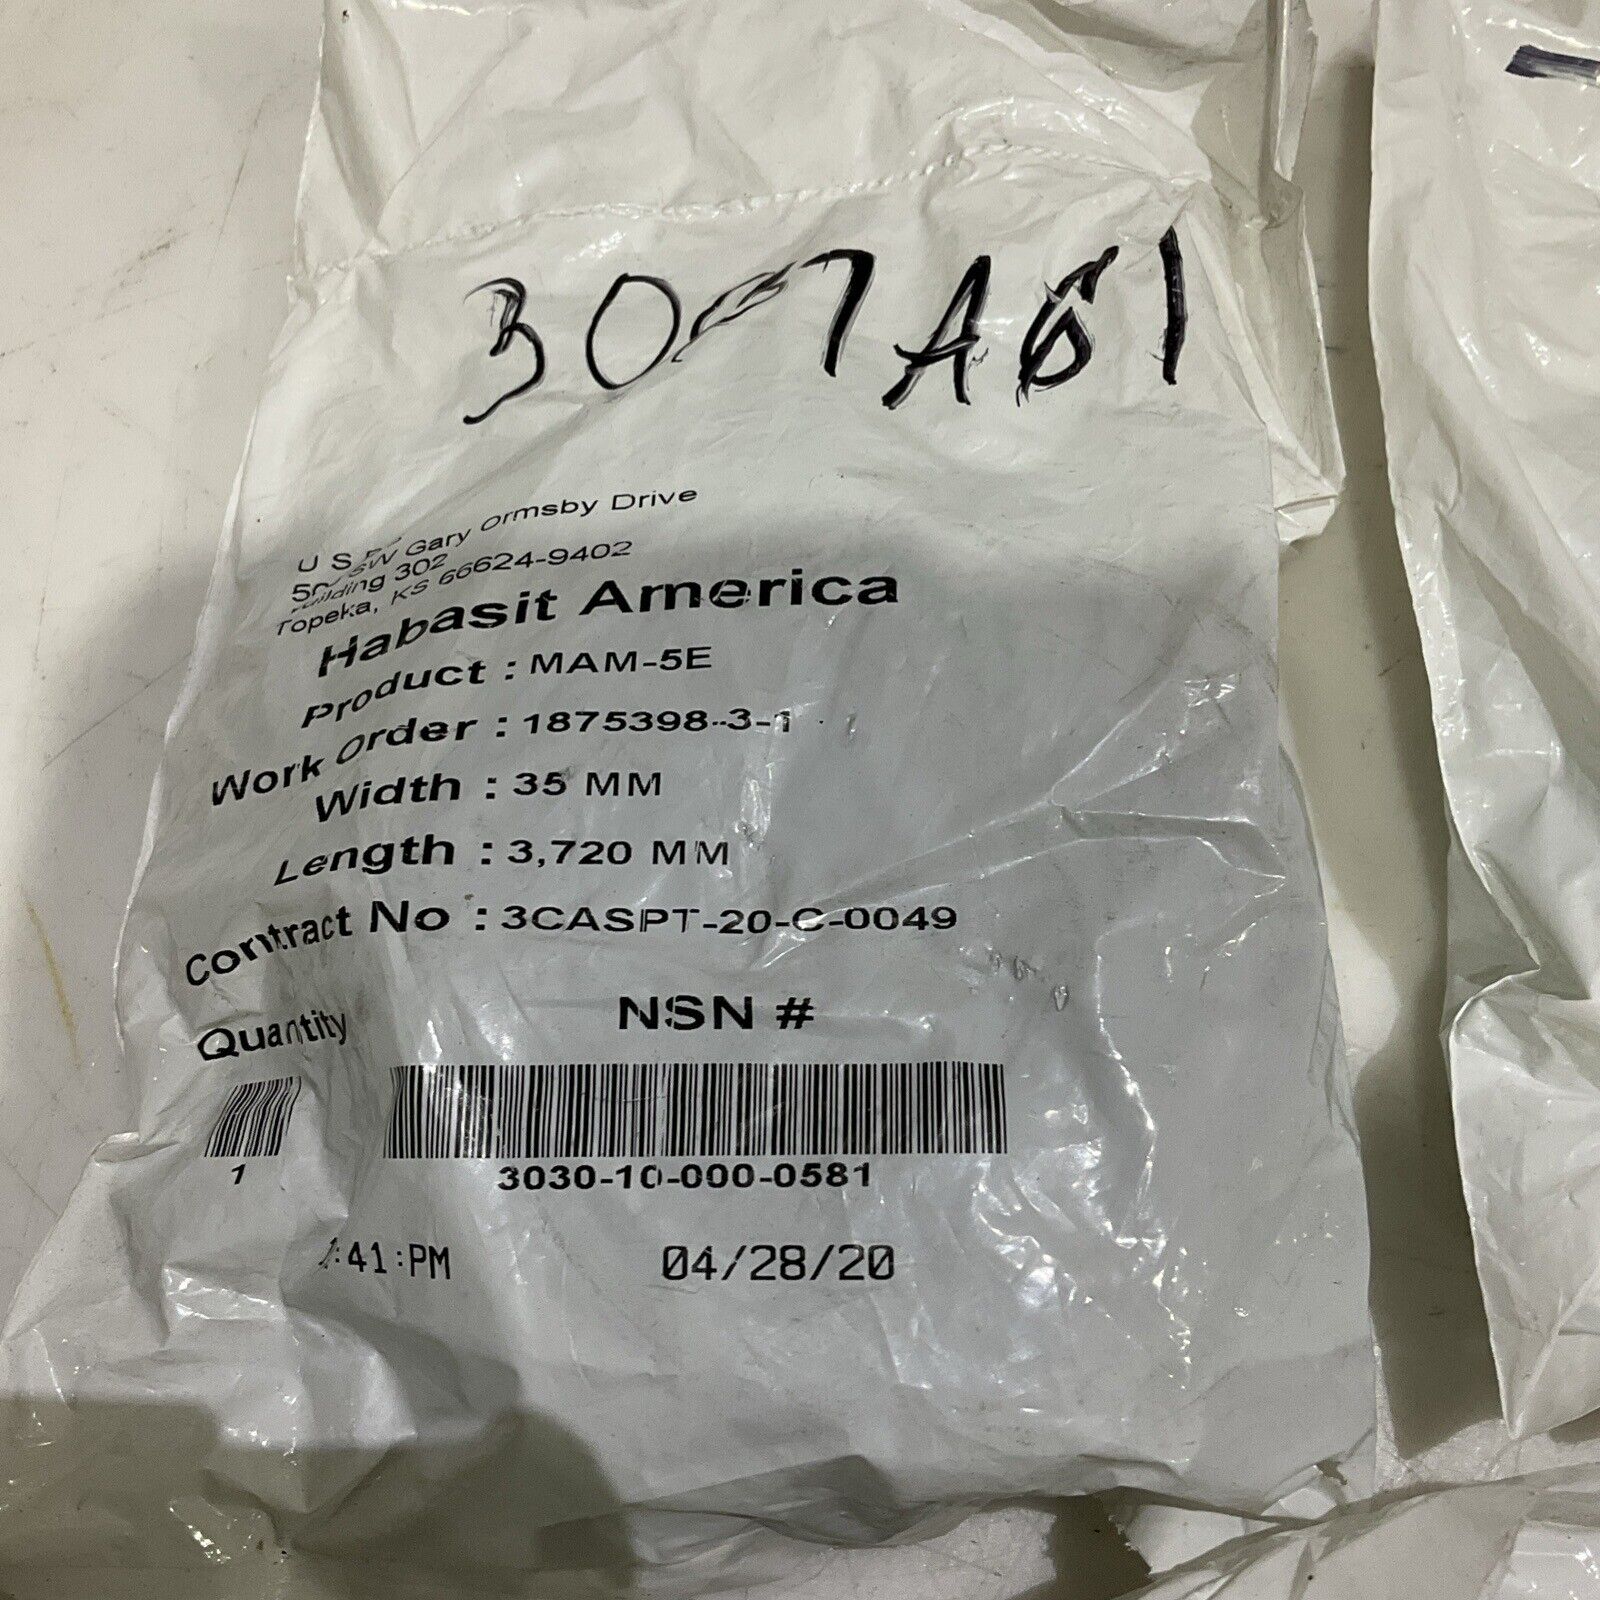 30-7A61
U S P
500 SW Gary Ormsby Drive
Building 302
Topeka, KS 66624-9402
Habasit America
Product : MAM-5E
Work Order : 1875398-3-1
Width : 35 MM
Length : 3,720 MM
Contract No : 3CASPT-20-C-0049
Quantity NSN #
1 3030-10-000-0581
:41:PM 04/28/20